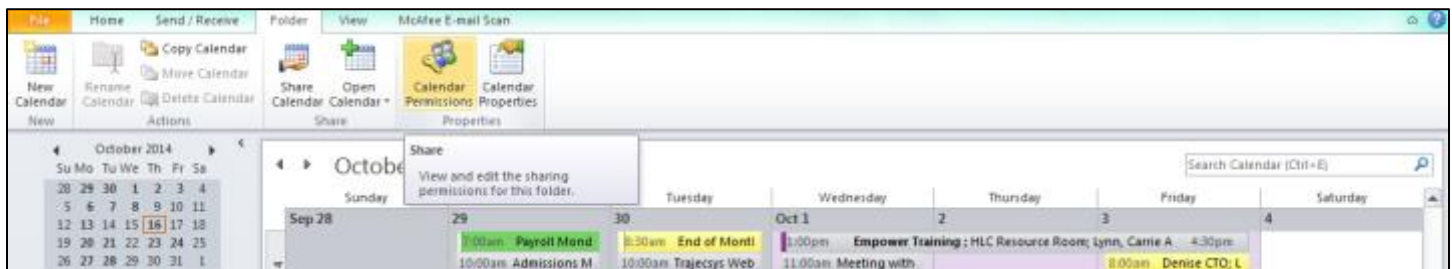 File Home Send / Receive Folder View McAfee E-mail Scan
New Calendar
Rename Calendar
Copy Calendar
Move Calendar
Delete Calendar
Share Calendar
Open Calendar
Calendar Permissions
Calendar Properties
New Actions Share Properties
October 2014
Su Mo Tu We Th Fr Sa
28 29 30 1 2 3 4
5 6 7 8 9 10 11
12 13 14 15 16 17 18
19 20 21 22 23 24 25
26 27 28 29 30 31 1
Octobe
Share
View and edit the sharing
permissions for this folder.
Search Calendar (Ctrl+E)
Sunday Tuesday Wednesday Thursday Friday Saturday
Sep 28 29 30 Oct 1 2 3 4
7:00am Payroll Mond
8:30am End of Montl
1:00pm Empower Training ; HLC Resource Room; Lynn, Carrie A 4:30pm
10:00am Admissions M
10:00am Trajecsys Web
11:00am Meeting with
8:00am Denise CTO; L